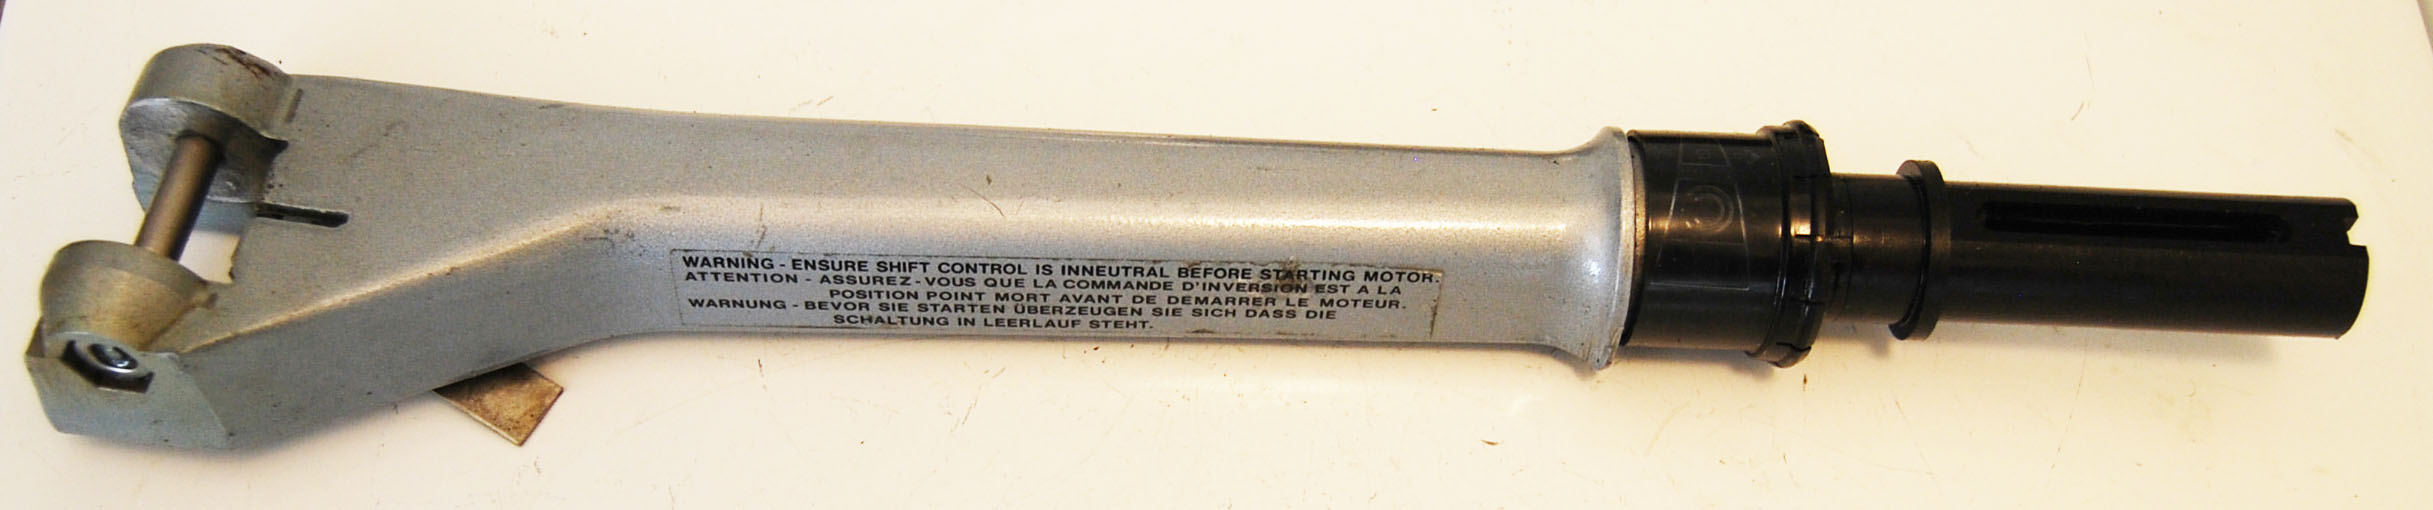 WARNING - ENSURE SHIFT CONTROL IS INNEUTRAL BEFORE STARTING MOTOR.
ATTENTION - ASSUREZ-VOUS QUE LA COMMANDE D'INVERSION EST A LA
POSITION POINT MORT AVANT DE DEMARRER LE MOTEUR.
WARNUNG - BEVOR SIE STARTEN ÜBERZEUGEN SIE SICH DASS DIE
SCHALTUNG IN LEERLAUF STEHT.